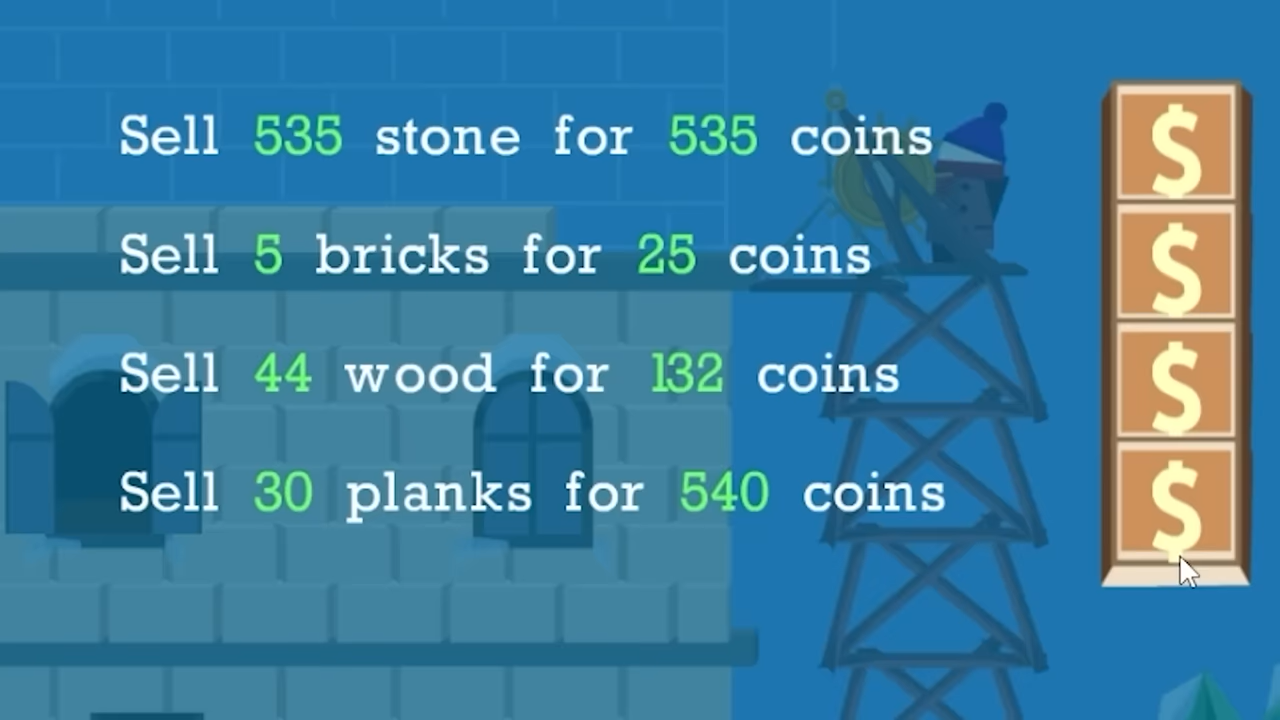 Sell 535 stone for 535 coins
$
Sell 5 bricks for 25 coins
$
Sell 44 wood for 132 coins
$
Sell 30 planks for 540 coins
$